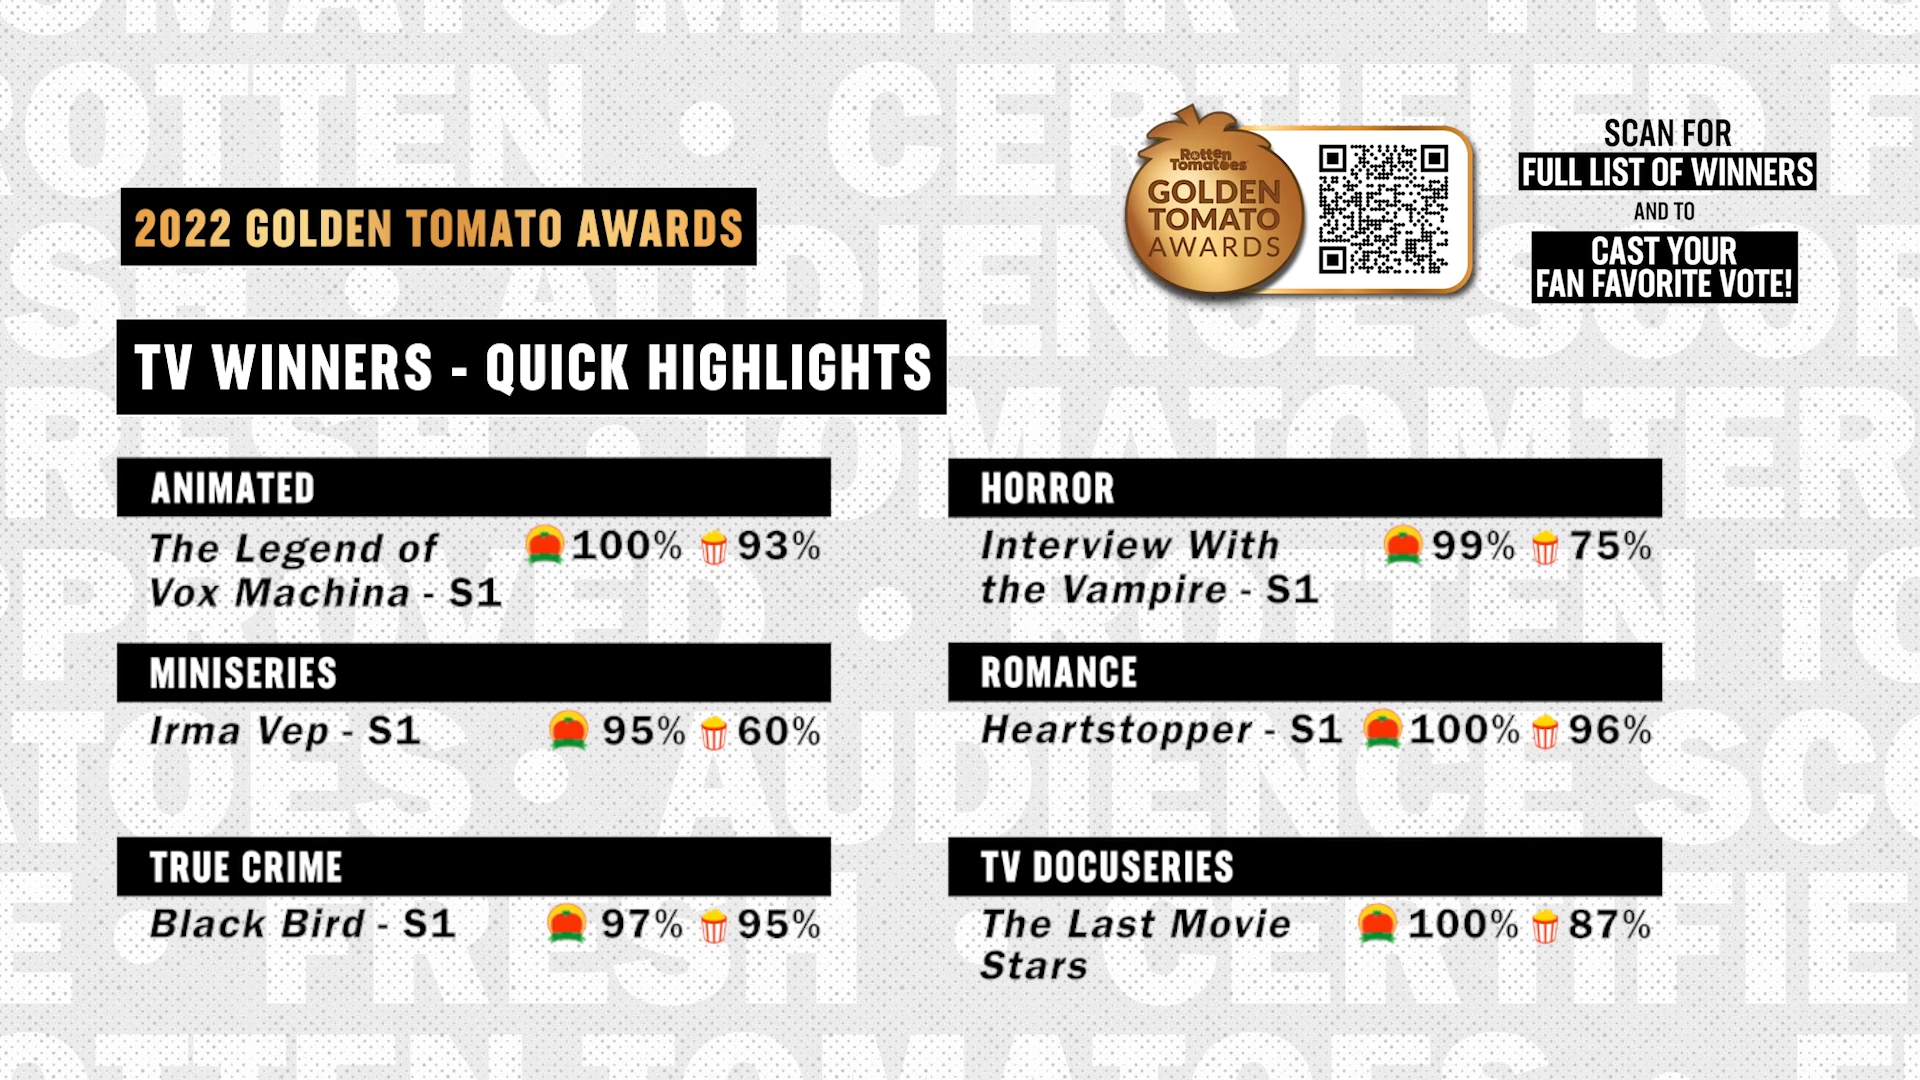 2022 GOLDEN TOMATO AWARDS
Rotten
Tomatoes
GOLDEN
TOMATO
AWARDS
SCAN FOR
FULL LIST OF WINNERS
AND TO
CAST YOUR
FAN FAVORITE VOTE!
TV WINNERS - QUICK HIGHLIGHTS
ANIMATED
The Legend of 100% 93%
Vox Machina - S1
HORROR
Interview With 99% 75%
the Vampire - S1
MINISERIES
Irma Vep - S1 95% 60%
ROMANCE
Heartstopper - S1 100% 96%
TRUE CRIME
Black Bird - S1 97% 95%
TV DOCUSERIES
The Last Movie 100% 87%
Stars